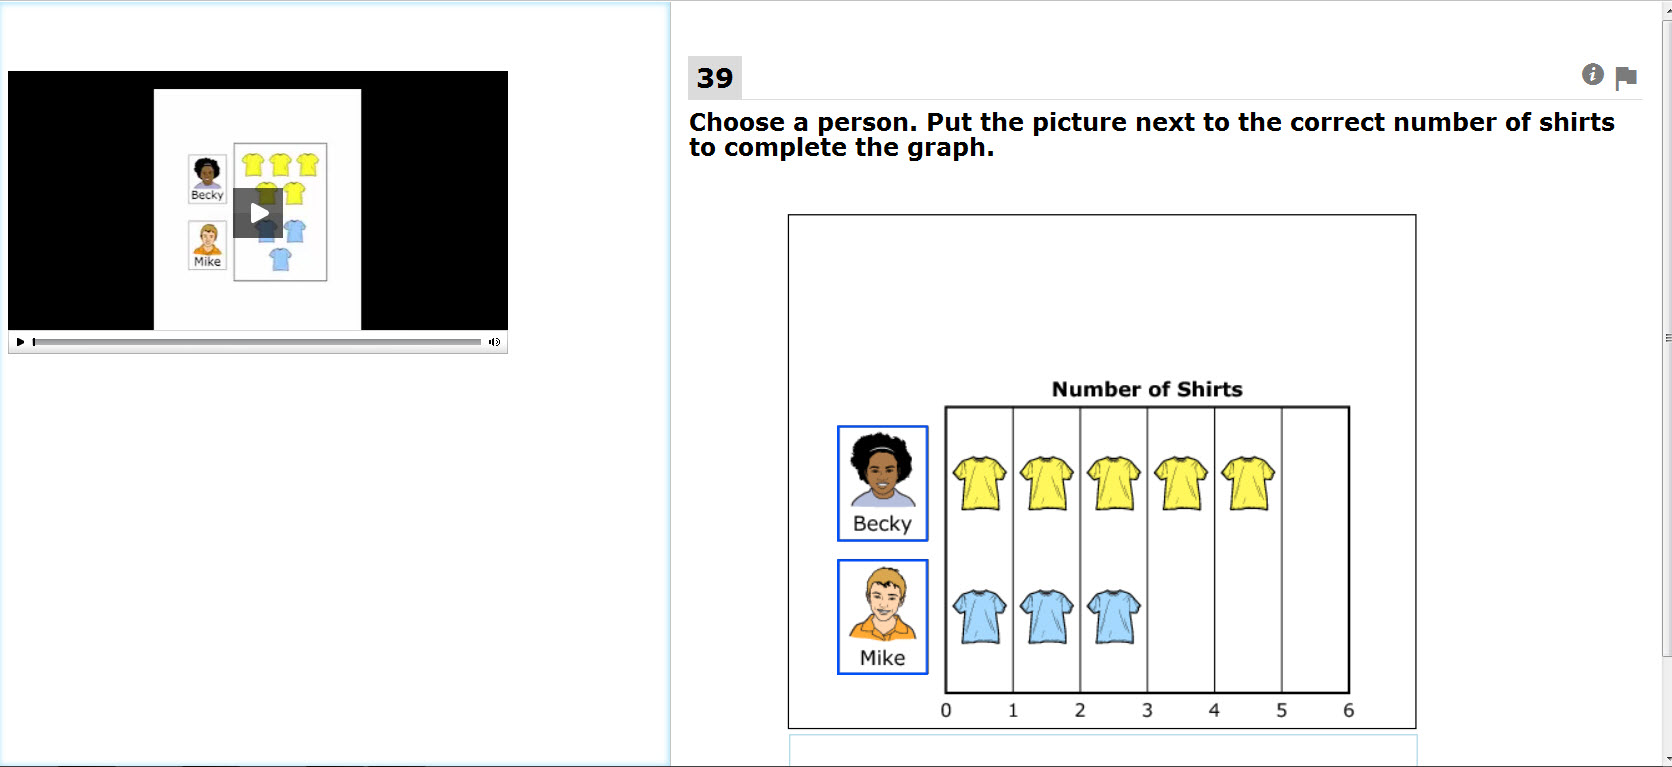 Becky
Mike
39
Choose a person. Put the picture next to the correct number of shirts
to complete the graph.
Number of Shirts
Becky
Mike
0 1 2 3 4 5 6